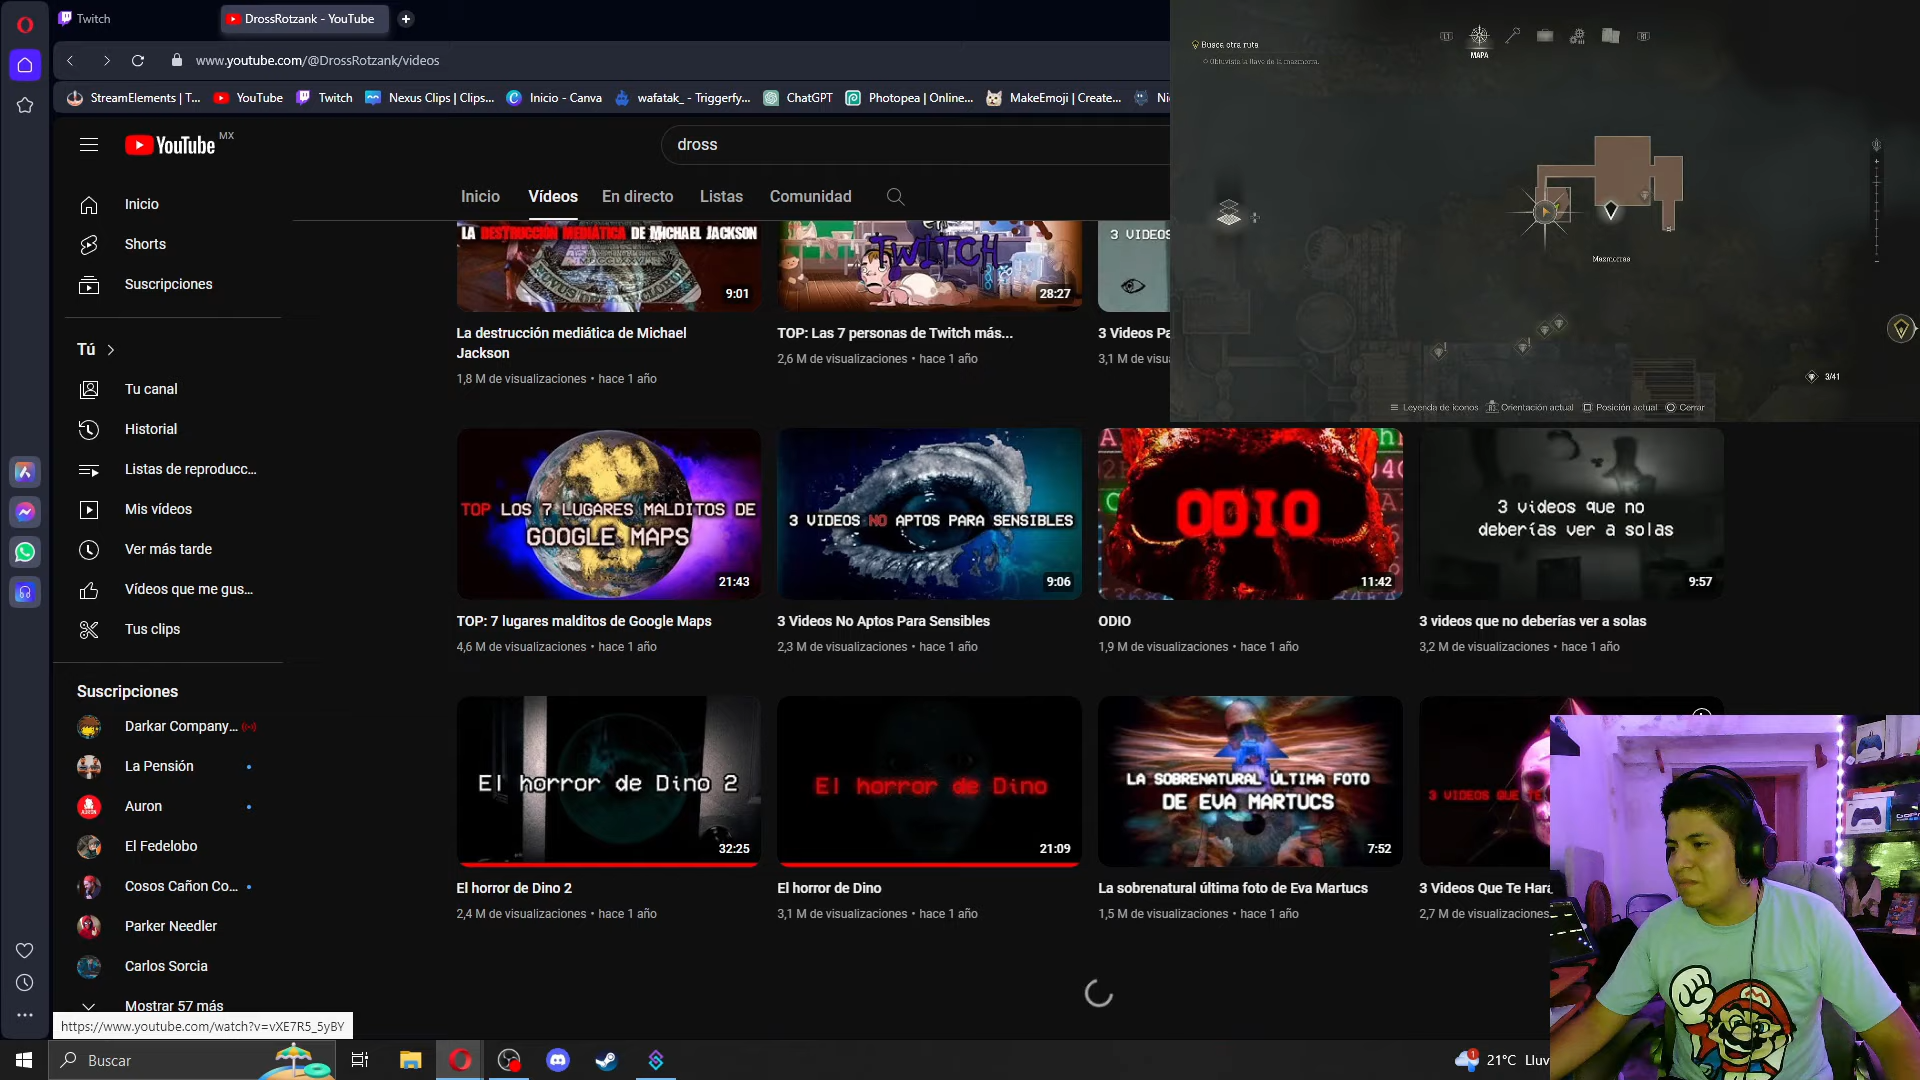 Twitch
DrossRotzank - YouTube
www.youtube.com/@DrossRotzank/videos
StreamElements | T...
YouTube
Twitch
Nexus Clips | Clips...
Inicio - Canva
wafatak_ - Triggerfy...
ChatGPT
Photopea | Online...
MakeEmoji | Create...
Ni
YouTube MX
dross
Inicio
Vídeos
En directo
Listas
Comunidad
Inicio
Shorts
Suscripciones
Tú
Tu canal
Historial
Listas de reproducc...
Mis vídeos
Ver más tarde
Vídeos que me gus...
Tus clips
Suscripciones
Darkar Company...
La Pensión
Auron
El Fedelobo
Cosos Cañon Co...
Parker Needler
Carlos Sorcia
Mostrar 57 más
https://www.youtube.com/watch?v=vXE7R5_5yBY
LA DESTRUCCIÓN MEDIÁTICA DE MICHAEL JACKSON
9:01
La destrucción mediática de Michael
Jackson
1,8 M de visualizaciones • hace 1 año
TWITCH
28:27
TOP: Las 7 personas de Twitch más...
2,6 M de visualizaciones • hace 1 año
3 VIDEOS
3 Videos Pa
3,1 M de visua
TOP LOS 7 LUGARES MALDITOS DE
GOOGLE MAPS
21:43
TOP: 7 lugares malditos de Google Maps
4,6 M de visualizaciones • hace 1 año
3 VIDEOS NO APTOS PARA SENSIBLES
9:06
3 Videos No Aptos Para Sensibles
2,3 M de visualizaciones • hace 1 año
ODIO
11:42
ODIO
1,9 M de visualizaciones • hace 1 año
3 videos que no
deberías ver a solas
9:57
3 videos que no deberías ver a solas
3,2 M de visualizaciones • hace 1 año
El horror de Dino 2
32:25
El horror de Dino 2
2,4 M de visualizaciones • hace 1 año
El horror de Dino
21:09
El horror de Dino
3,1 M de visualizaciones • hace 1 año
LA SOBRENATURAL ÚLTIMA FOTO
DE EVA MARTUCS
7:52
La sobrenatural última foto de Eva Martucs
1,5 M de visualizaciones • hace 1 año
3 VIDEOS QUE TE
3 Videos Que Te Hara
2,7 M de visualizaciones
Busca otra ruta
Obtuviste la llave de la mazmorra.
MAPA
Mazmorras
3/41
Leyenda de iconos
Orientación actual
Posición actual
Cerrar
Buscar
1
21°C Lluv